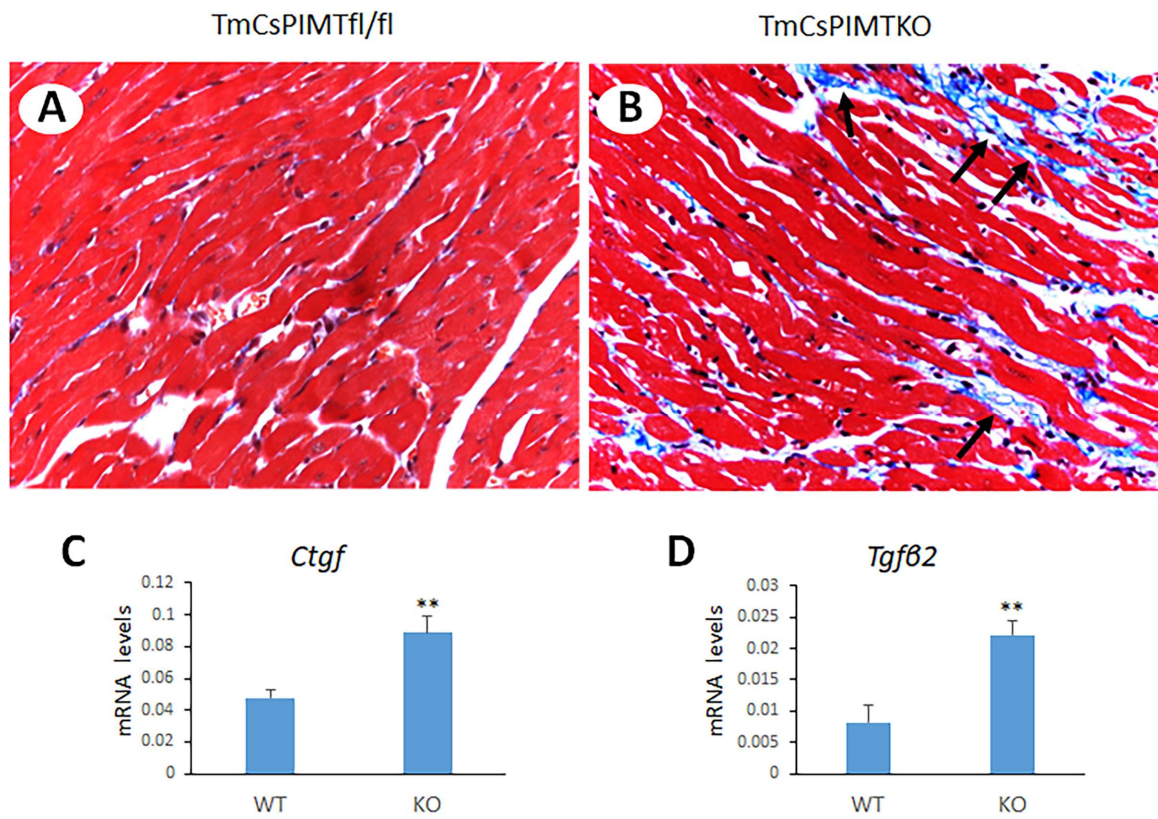 TmCsPIMTfl/fl
TmCsPIMTKO
A
B
C
Ctgf
mRNA levels
0.12
0.1
0.08
0.06
0.04
0.02
0
**
WT
KO
D
Tgfβ2
mRNA levels
0.03
0.025
0.02
0.015
0.01
0.005
0
**
WT
KO